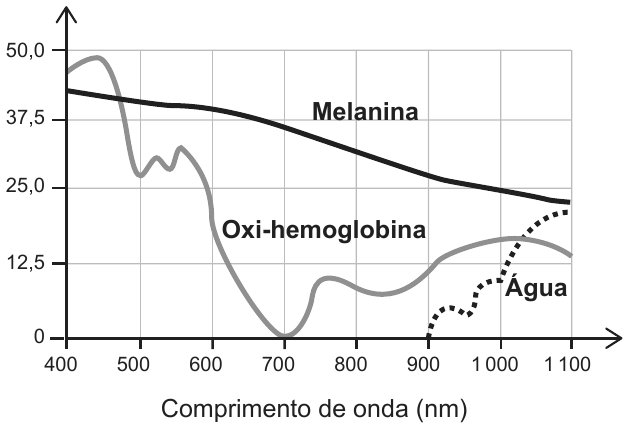 50,0
37,5
25,0
12,5
0
Melanina
Oxi-hemoglobina
Água
400 500 600 700 800 900 1 000 1 100
Comprimento de onda (nm)